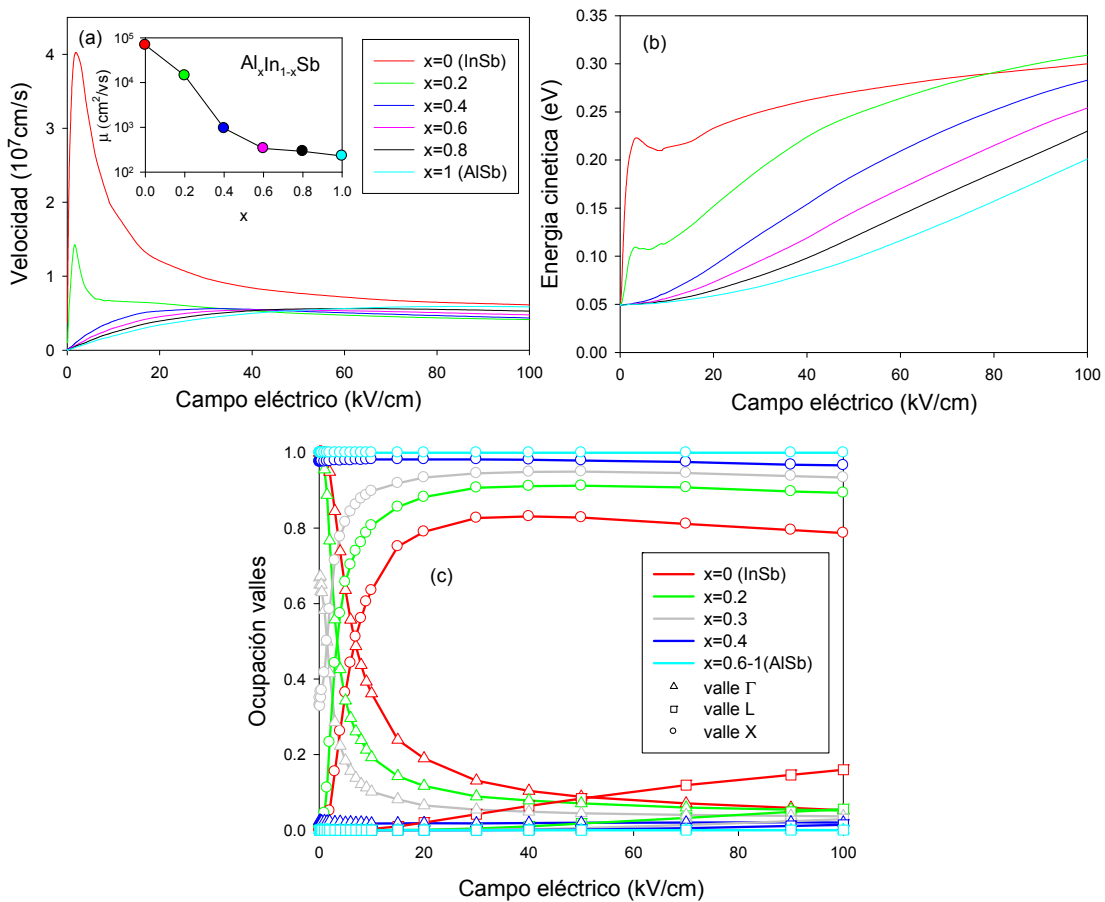 (a)
Al<sub>x</sub>In<sub>1-x</sub>Sb
10<sup>5</sup>
10<sup>4</sup>
10<sup>3</sup>
10<sup>2</sup>
μ (cm<sup>2</sup>/vs)
0.0 0.2 0.4 0.6 0.8 1.0
x
x=0 (InSb)
x=0.2
x=0.4
x=0.6
x=0.8
x=1 (AlSb)
Velocidad (10<sup>7</sup>cm/s)
4
3
2
1
0
0 20 40 60 80 100
Campo eléctrico (kV/cm)
(b)
Energia cinetica (eV)
0.35
0.30
0.25
0.20
0.15
0.10
0.05
0.00
0 20 40 60 80 100
Campo eléctrico (kV/cm)
(c)
Ocupación valles
1.0
0.8
0.6
0.4
0.2
0.0
x=0 (InSb)
x=0.2
x=0.3
x=0.4
x=0.6-1(AlSb)
valle Γ
valle L
valle X
0 20 40 60 80 100
Campo eléctrico (kV/cm)